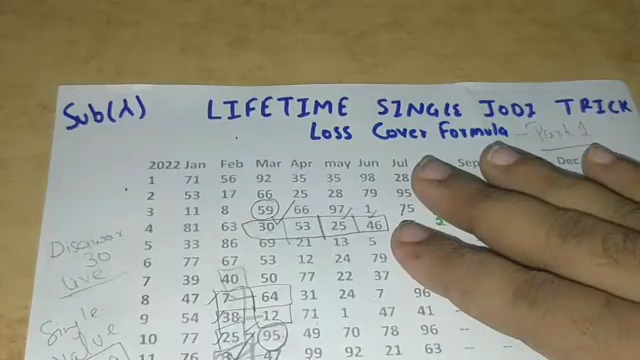 Sub(λ) LIFETIME SINGLE JODI TRICK
Loss Cover Formula - Part 1
2022 Jan Feb Mar Apr may Jun Jul Sep Dec
1 71 56 92 35 35 98 28
2 53 17 66 25 28 79 95
3 11 8 59 66 97 1 75
4 81 63 30 53 25 46
5 33 86 69 21 13 5
6 77 67 53 12 24 79
7 39 40 50 77 22 37
8 47 7 64 31 24 7 96
9 54 38 12 71 1 47 41
10 77 25 95 49 70 78 96
11 76 99 92 21 63
30
Live
Single
Value